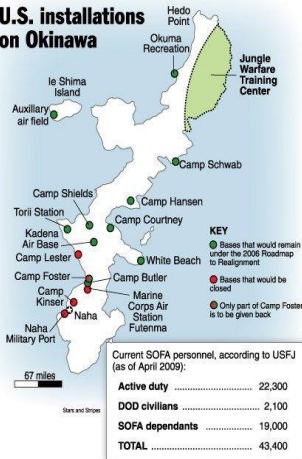 U.S. installations
on Okinawa
Hedo
Point
Okuma
Recreation
Jungle
Warfare
Training
Center
Ie Shima
Island
Auxiliary
air field
Camp Schwab
Camp Shields
Camp Hansen
Torii Station
Camp Courtney
Kadena
Air Base
Camp Lester
White Beach
Camp Foster
Camp Butler
Camp
Kinser
Marine
Corps Air
Station
Futenma
Naha
Naha
Military Port
KEY
Bases that would remain
under the 2006 Roadmap
to Realignment
Bases that would be
closed
Only part of Camp Foster
is to be given back
67 miles
Stars and Stripes
Current SOFA personnel, according to USFJ
(as of April 2009):
Active duty ........................ 22,300
DOD civilians ..................... 2,100
SOFA dependants ............. 19,000
TOTAL ............................... 43,400